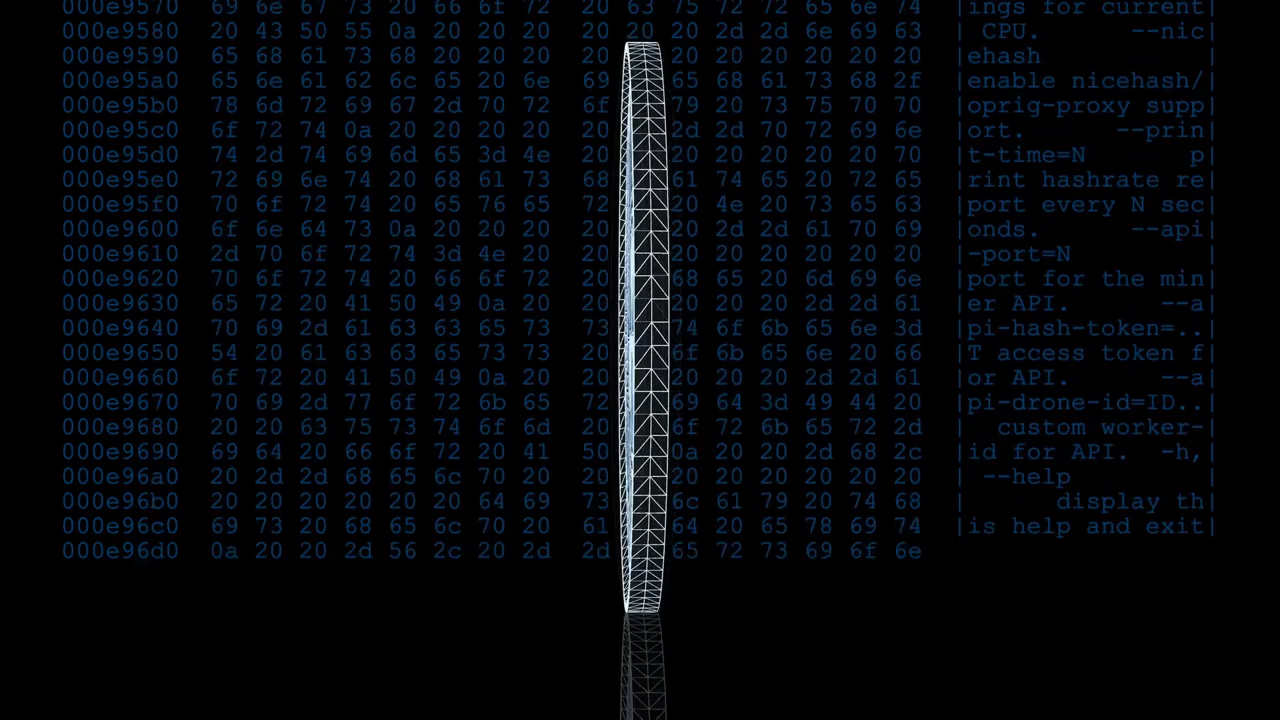 000e9570 69 6e 67 73 20 66 6f 72 20 63 75 72 72 65 6e 74 |ings for current|
000e9580 20 43 50 55 0a 20 20 20 20 20 20 2d 2d 6e 69 63 | CPU. --nic|
000e9590 65 68 61 73 68 20 20 20 20 20 20 20 20 20 20 |ehash |
000e95a0 65 6e 61 62 6c 65 20 6e 69 65 68 61 73 68 2f |enable nicehash/|
000e95b0 78 6d 72 69 67 2d 70 72 6f 79 20 73 75 70 70 |oprig-proxy supp|
000e95c0 6f 72 74 0a 20 20 20 20 20 2d 2d 70 72 69 6e |ort. --prin|
000e95d0 74 2d 74 69 6d 65 3d 4e 20 20 20 20 20 20 70 |t-time=N p|
000e95e0 72 69 6e 74 20 68 61 73 68 61 74 65 20 72 65 |rint hashrate re|
000e95f0 70 6f 72 74 20 65 76 65 72 20 4e 20 73 65 63 |port every N sec|
000e9600 6f 6e 64 73 0a 20 20 20 20 20 2d 2d 61 70 69 |onds. --api|
000e9610 2d 70 6f 72 74 3d 4e 20 20 20 20 20 20 20 20 |-port=N |
000e9620 70 6f 72 74 20 66 6f 72 20 68 65 20 6d 69 6e |port for the min|
000e9630 65 72 20 41 50 49 0a 20 20 20 20 20 2d 2d 61 |er API. --a|
000e9640 70 69 2d 61 63 63 65 73 73 74 6f 6b 65 6e 3d |pi-hash-token=..|
000e9650 54 20 61 63 63 65 73 73 20 6f 6b 65 6e 20 66 |T access token f|
000e9660 6f 72 20 41 50 49 0a 20 20 20 20 20 2d 2d 61 |or API. --a|
000e9670 70 69 2d 77 6f 72 6b 65 72 69 64 3d 49 44 20 |pi-drone-id=ID..|
000e9680 20 20 63 75 73 74 6f 6d 20 6f 72 6b 65 72 2d | custom worker-|
000e9690 69 64 20 66 6f 72 20 41 50 0a 20 20 2d 68 2c |id for API. -h,|
000e96a0 20 2d 2d 68 65 6c 70 20 20 20 20 20 20 20 20 | --help |
000e96b0 20 20 20 20 20 20 64 69 73 6c 61 79 20 74 68 | display th|
000e96c0 69 73 20 68 65 6c 70 20 61 64 20 65 78 69 74 |is help and exit|
000e96d0 0a 20 20 2d 56 2c 20 2d 2d 65 72 73 69 6f 6e